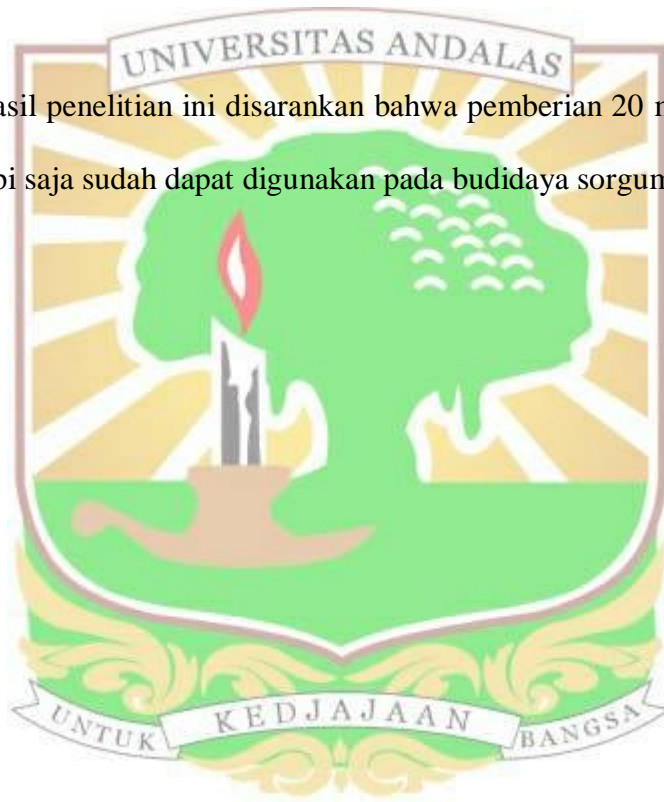 UNIVERSITAS ANDALAS
asil penelitian ini disarankan bahwa pemberian 20
pi saja sudah dapat digunakan pada budidaya sorgum
UNTUK KEDJAJAAN BANGSA